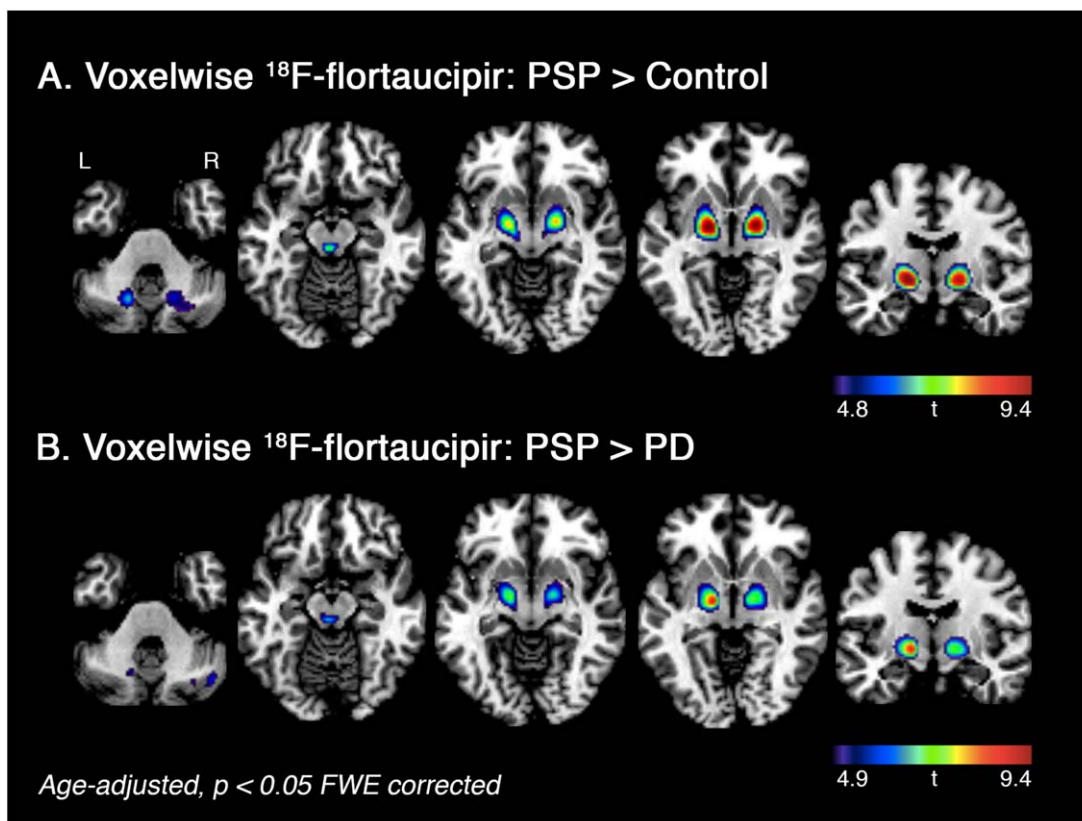 A. Voxelwise ¹⁸F-flortaucipir: PSP > Control
L R
4.8 t 9.4
B. Voxelwise ¹⁸F-flortaucipir: PSP > PD
4.9 t 9.4
Age-adjusted, p < 0.05 FWE corrected